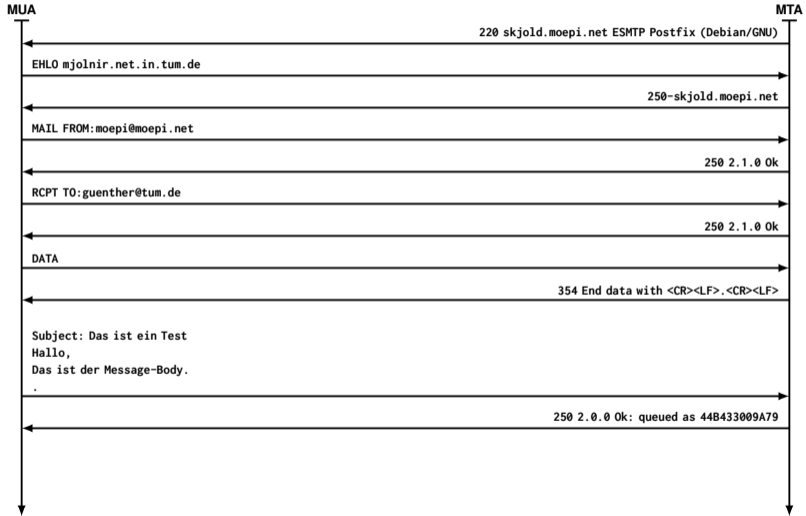 MUA
MTA
220 skjold.moepi.net ESMTP Postfix (Debian/GNU)
EHLO mjolnir.net.in.tum.de
250-skjold.moepi.net
MAIL FROM:moepi@moepi.net
250 2.1.0 Ok
RCPT TO:guenther@tum.de
250 2.1.0 Ok
DATA
354 End data with <CR><LF>.<CR><LF>
Subject: Das ist ein Test
Hallo,
Das ist der Message-Body.
.
250 2.0.0 Ok: queued as 44B433009A79